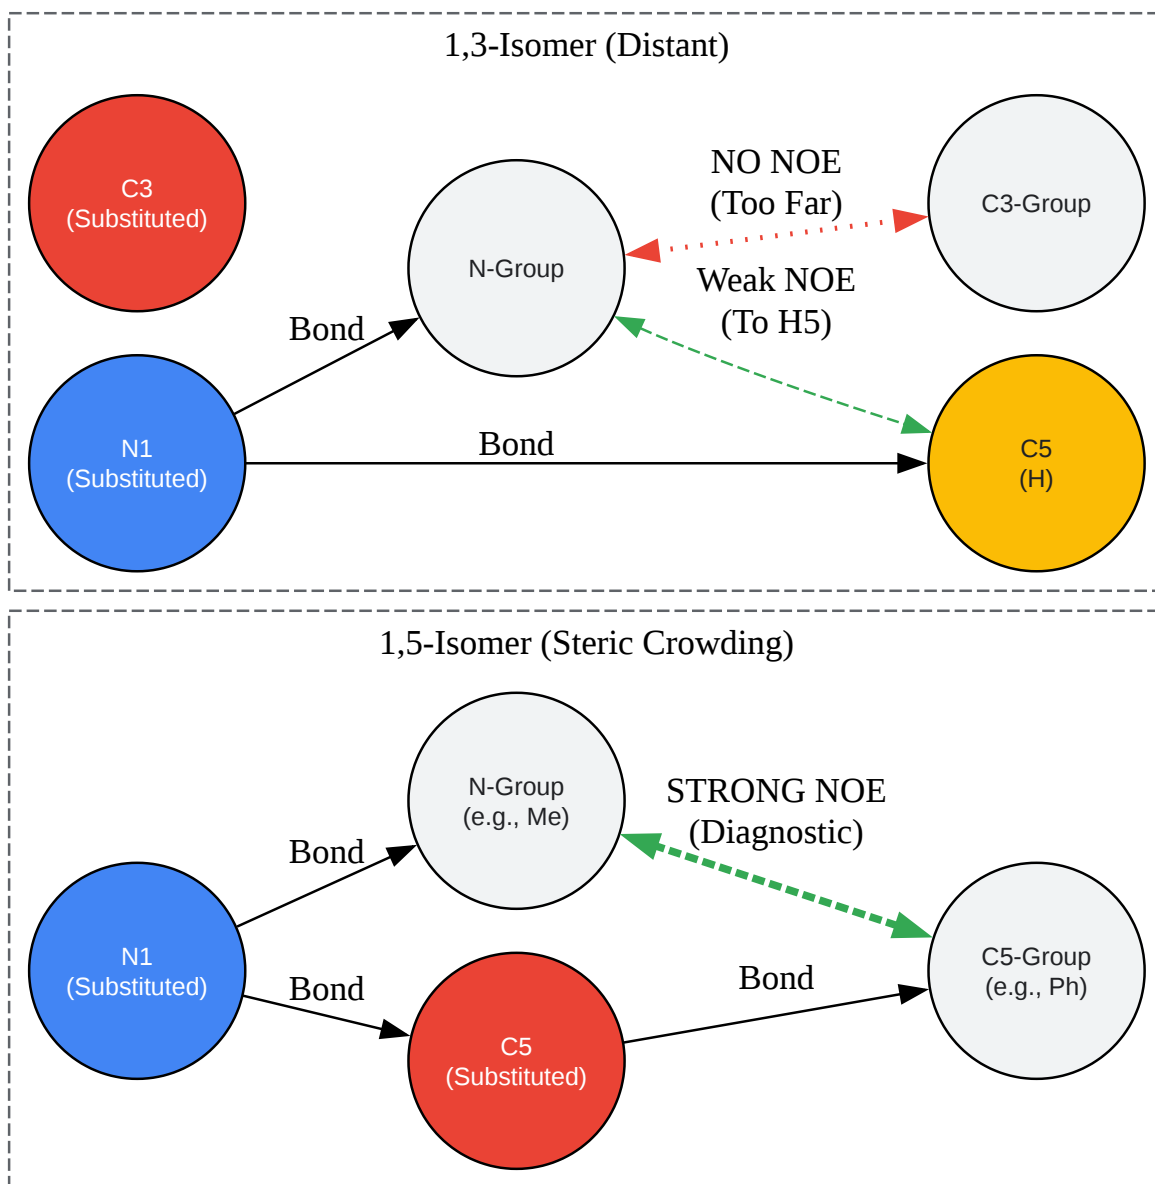 1,3-Isomer (Distant)
C3
(Substituted)
NO NOE
(Too Far)
C3-Group
N-Group
Weak NOE
(To H5)
Bond
N1
(Substituted)
Bond
C5
(H)
1,5-Isomer (Steric Crowding)
N-Group
(e.g., Me)
STRONG NOE
(Diagnostic)
Bond
N1
(Substituted)
Bond
C5
(Substituted)
Bond
C5-Group
(e.g., Ph)